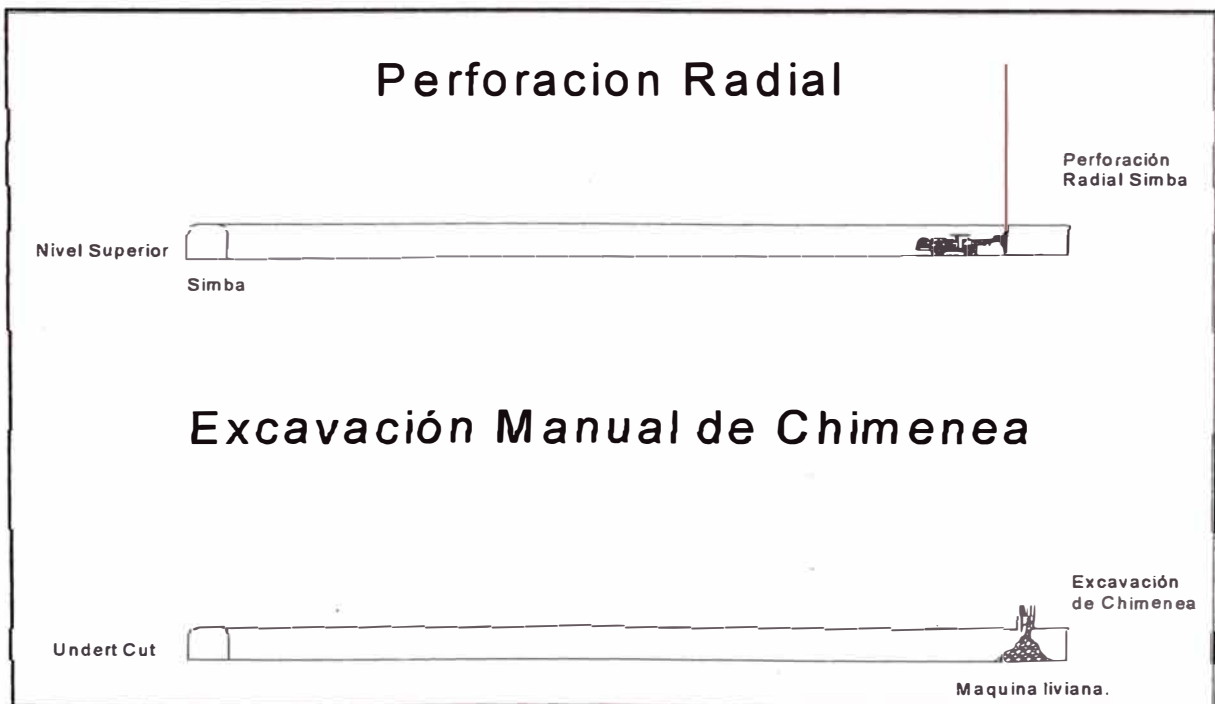 Perforacion Radial
Perforación
Radial Simba
Nivel Superior
Simba
Excavación Manual de Chimenea
Excavación
de Chimenea
Undert Cut
Maquina liviana.